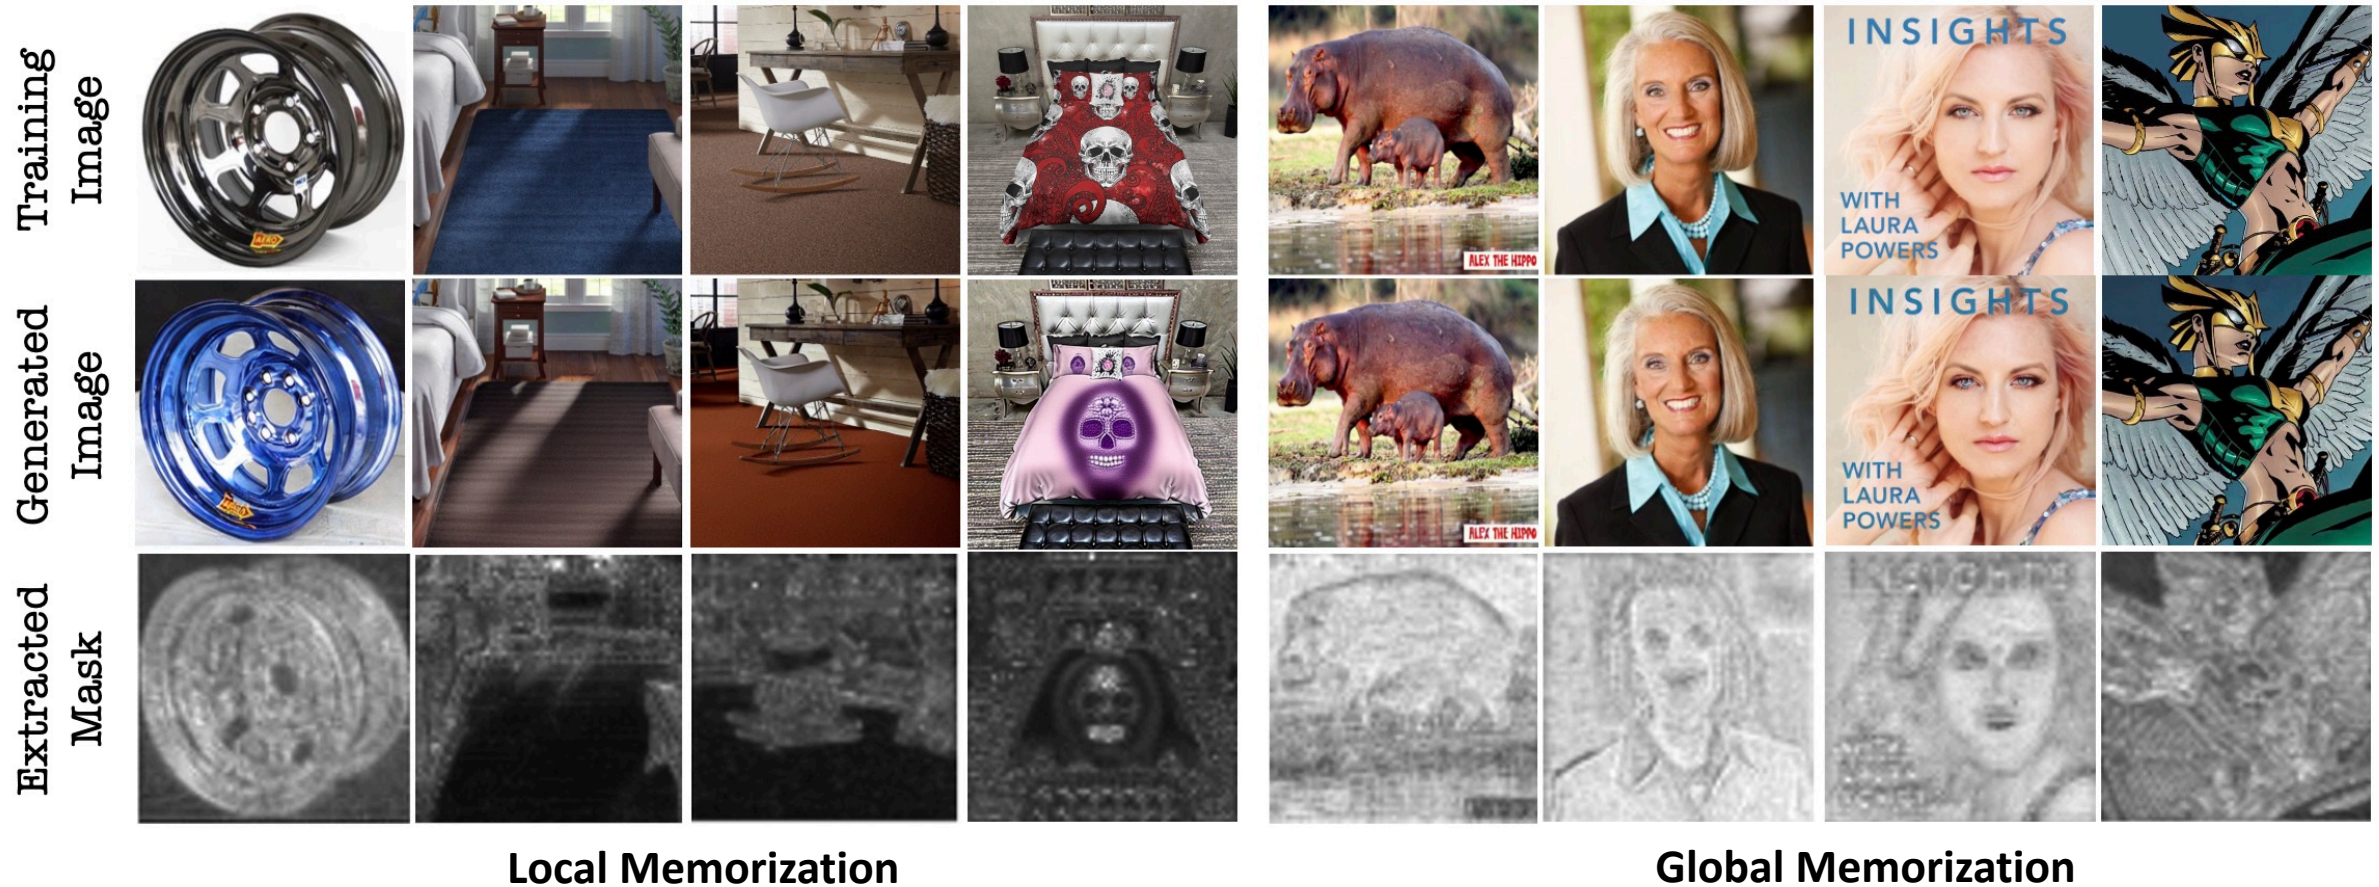 Training
Image
INSIGHTS
WITH
LAURA
POWERS
AERO
ALEX THE HIPPO
Generated
Image
INSIGHTS
WITH
LAURA
POWERS
ALEX THE HIPPO
Extracted
Mask
Local Memorization
Global Memorization